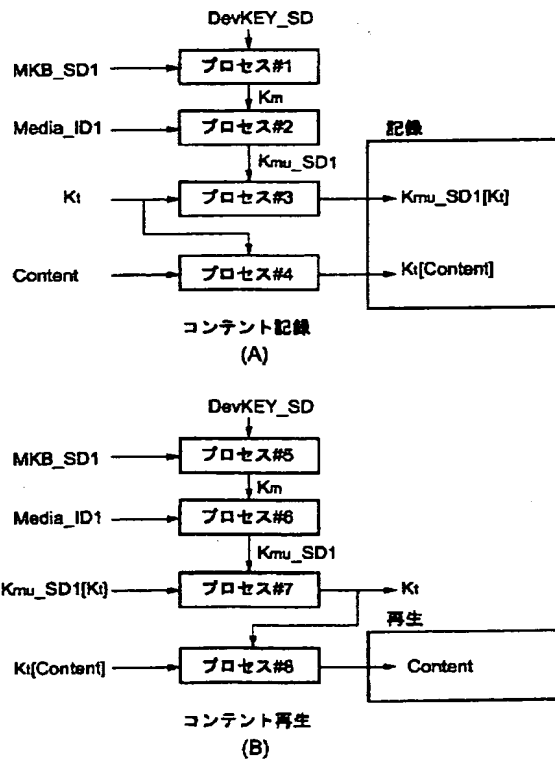 DevKEY_SD
MKB_SD1
プロセス#1
Km
Media_ID1
プロセス#2
Kmu_SD1
記録
Kt
プロセス#3
Kmu_SD1[Kt]
Content
プロセス#4
Kt[Content]
コンテント記録
(A)
DevKEY_SD
MKB_SD1
プロセス#5
Km
Media_ID1
プロセス#6
Kmu_SD1
Kmu_SD1[Kt]
プロセス#7
Kt
再生
Kt[Content]
プロセス#8
Content
コンテント再生
(B)